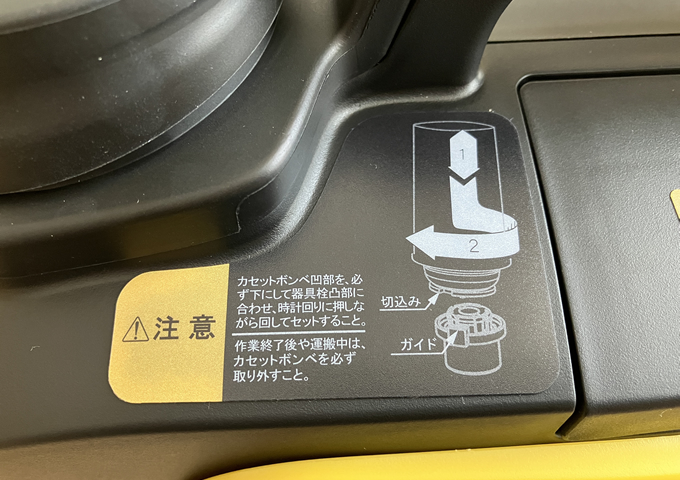 1
2
切込み
ガイド
⚠注意
カセットボンベ凹部を、必
ず下にして器具栓凸部に
合わせ、時計回りに押しな
がら回してセットすること。
作業終了後や運搬中は、
カセットボンベを必ず
取り外すこと。